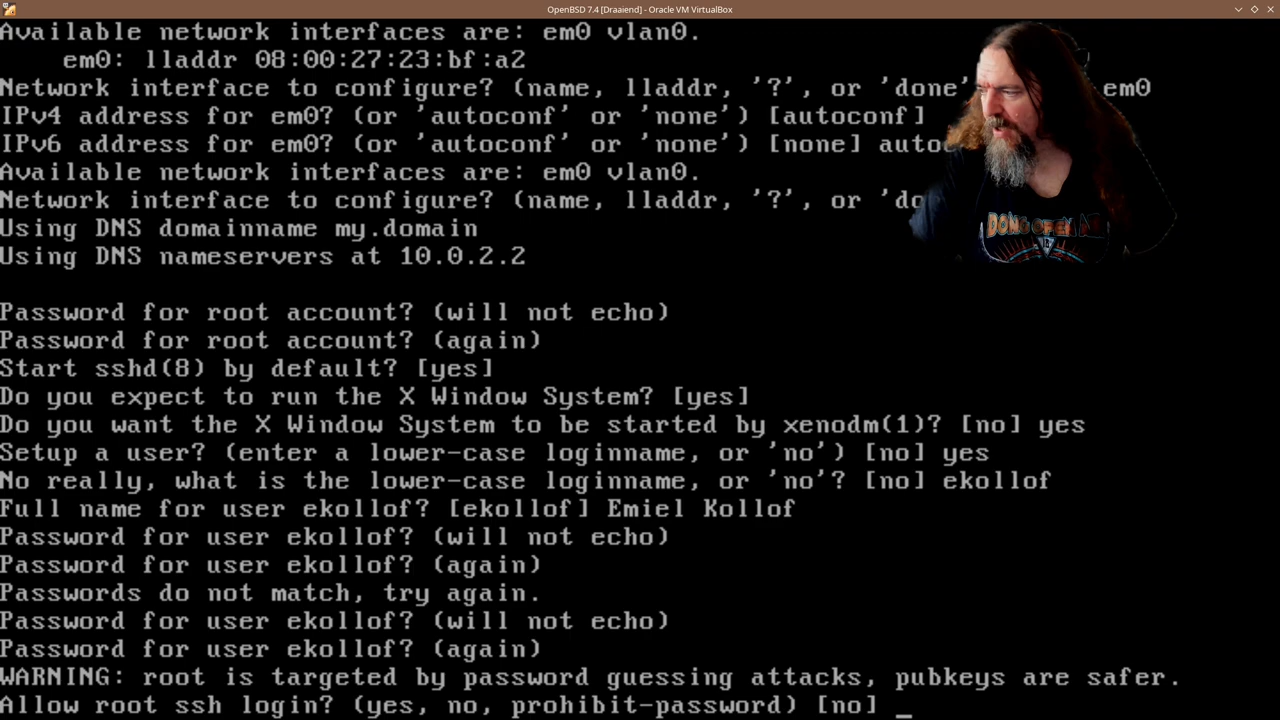 OpenBSD 7.4 [Draaiend] - Oracle VM VirtualBox
Available network interfaces are: em0 vlan0.
em0: lladdr 08:00:27:23:bf:a2
Network interface to configure? (name, lladdr, '?', or 'done' em0
IPv4 address for em0? (or 'autoconf' or 'none') [autoconf]
IPv6 address for em0? (or 'autoconf' or 'none') [none]
Available network interfaces are: em0 vlan0.
Network interface to configure? (name, lladdr, '?', or
Using DNS domainname my.domain
Using DNS nameservers at 10.0.2.2
Password for root account? (will not echo)
Password for root account? (again)
Start sshd(8) by default? [yes]
Do you expect to run the X Window System? [yes]
Do you want the X Window System to be started by xenodm(1)? [no] yes
Setup a user? (enter a lower-case loginname, or 'no') [no] yes
No really, what is the lower-case loginname, or 'no'? [no] ekollof
Full name for user ekollof? [ekollof] Emiel Kollof
Password for user ekollof? (will not echo)
Password for user ekollof? (again)
Passwords do not match, try again.
Password for user ekollof? (will not echo)
Password for user ekollof? (again)
WARNING: root is targeted by password guessing attacks, pubkeys are safer.
Allow root ssh login? (yes, no, prohibit-password) [no] _